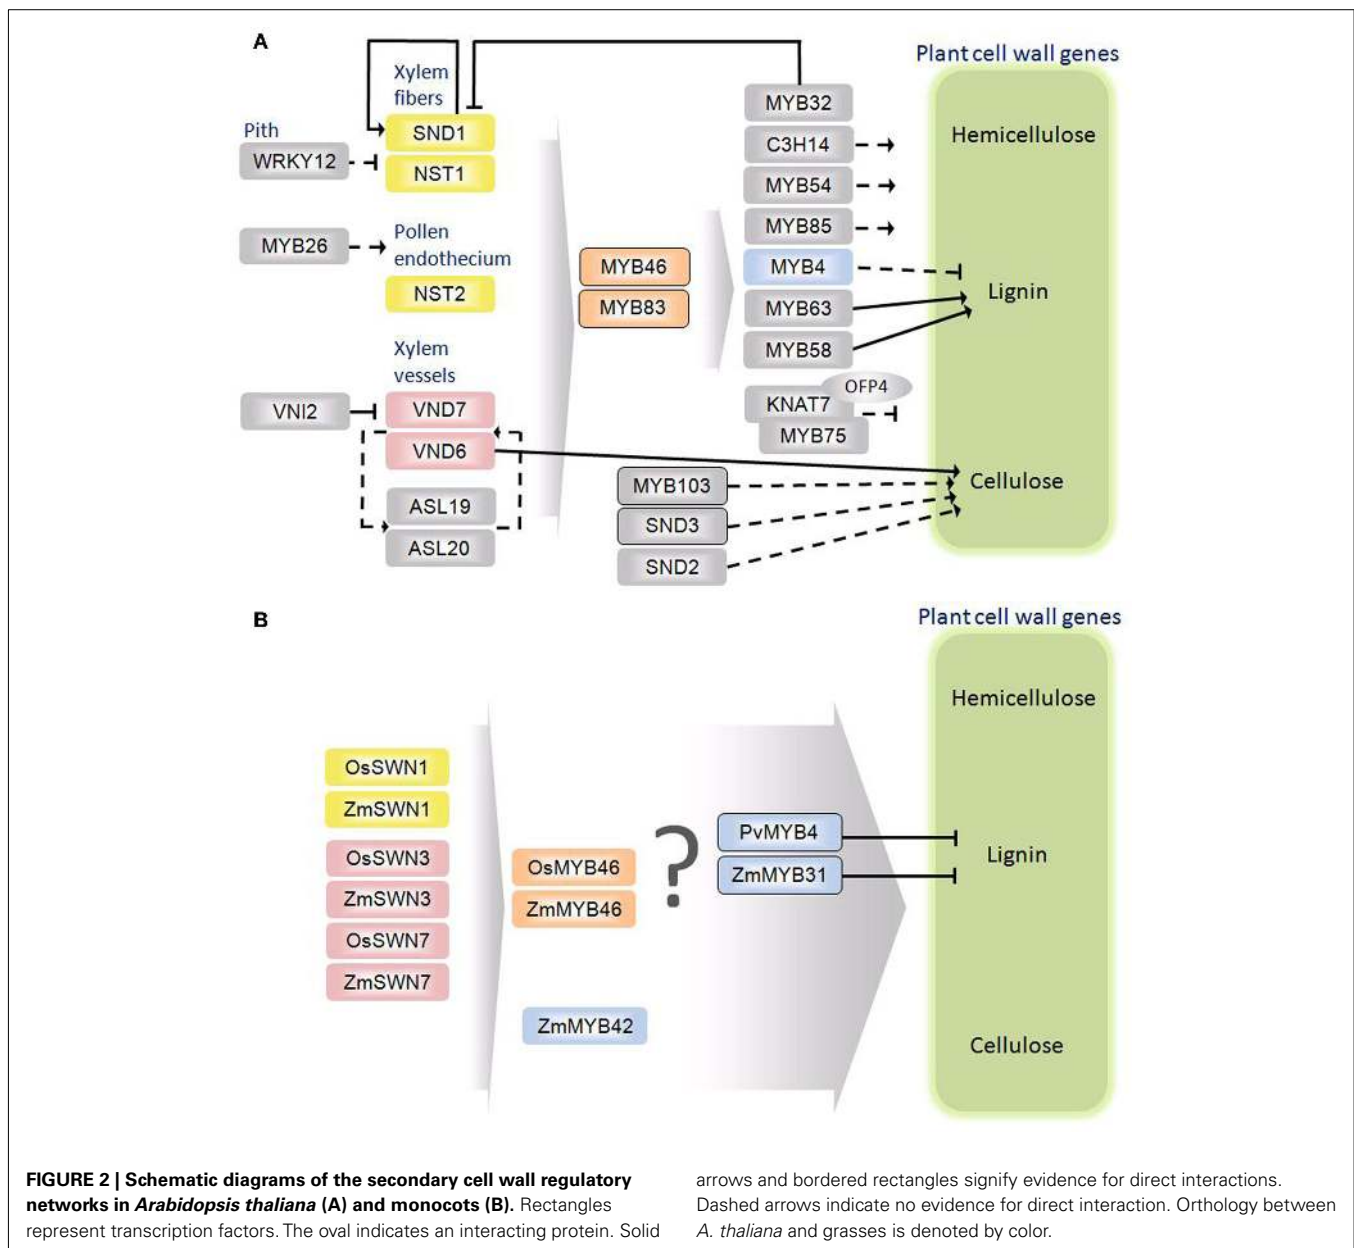 A
Plant cell wall genes
Xylem
fibers
Pith
WRKY12
SND1
NST1
MYB26
Pollen
endothecium
NST2
Xylem
vessels
VNI2
VND7
VND6
ASL19
ASL20
MYB46
MYB83
MYB32
C3H14
MYB54
MYB85
MYB4
MYB63
MYB58
OFP4
KNAT7
MYB75
MYB103
SND3
SND2
Hemicellulose
Lignin
Cellulose
B
Plant cell wall genes
OsSWN1
ZmSWN1
OsSWN3
ZmSWN3
OsSWN7
ZmSWN7
OsMYB46
ZmMYB46
ZmMYB42
?
PvMYB4
ZmMYB31
Hemicellulose
Lignin
Cellulose
FIGURE 2 | Schematic diagrams of the secondary cell wall regulatory
networks in Arabidopsis thaliana (A) and monocots (B). Rectangles
represent transcription factors. The oval indicates an interacting protein. Solid
arrows and bordered rectangles signify evidence for direct interactions.
Dashed arrows indicate no evidence for direct interaction. Orthology between
A. thaliana and grasses is denoted by color.